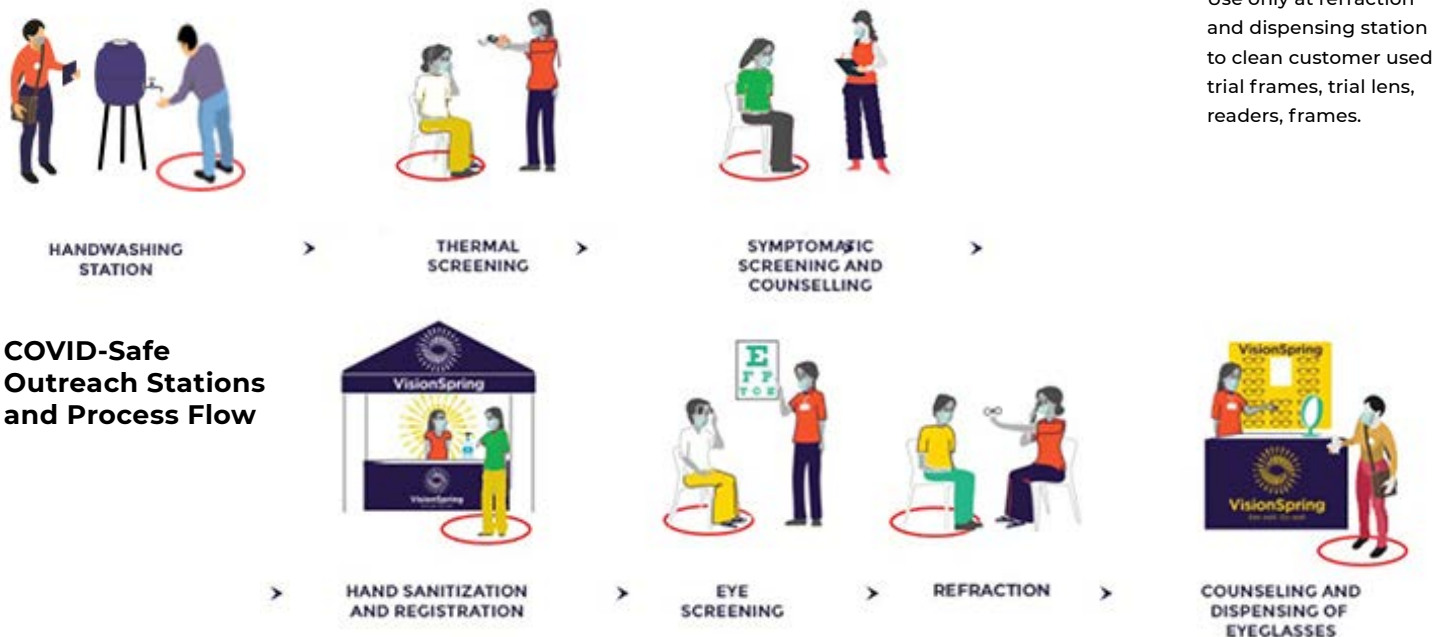 Use only at refraction
and dispensing station
to clean customer used
trial frames, trial lens,
readers, frames.
HANDWASHING
STATION
>
THERMAL
SCREENING
>
SYMPTOMATIC
SCREENING AND
COUNSELLING
>
COVID-Safe
Outreach Stations
and Process Flow
VisionSpring
VisionSpring
E
F P
T O Z
VisionSpring
VisionSpring
>
HAND SANITIZATION
AND REGISTRATION
>
EYE
SCREENING
>
REFRACTION
>
COUNSELING AND
DISPENSING OF
EYEGLASSES